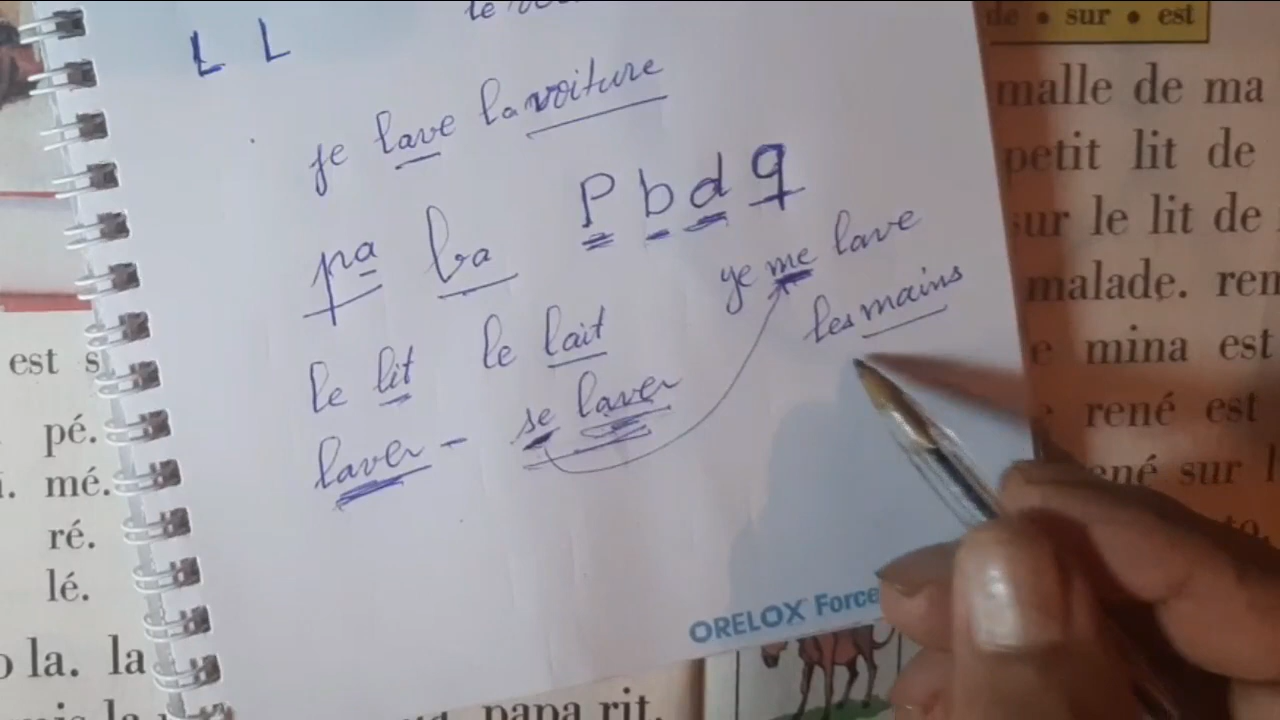 de • sur • est
L L
je lave la voiture
malle de ma
petit lit de
sur le lit de
pa ba P b d q
je me lave
les mains
malade. ren
le lit le lait
mina est
est s
laver - se laver
rené est
pé.
mé.
rené sur l
ré.
lé.
ORELOX Force
la. la
papa rit.